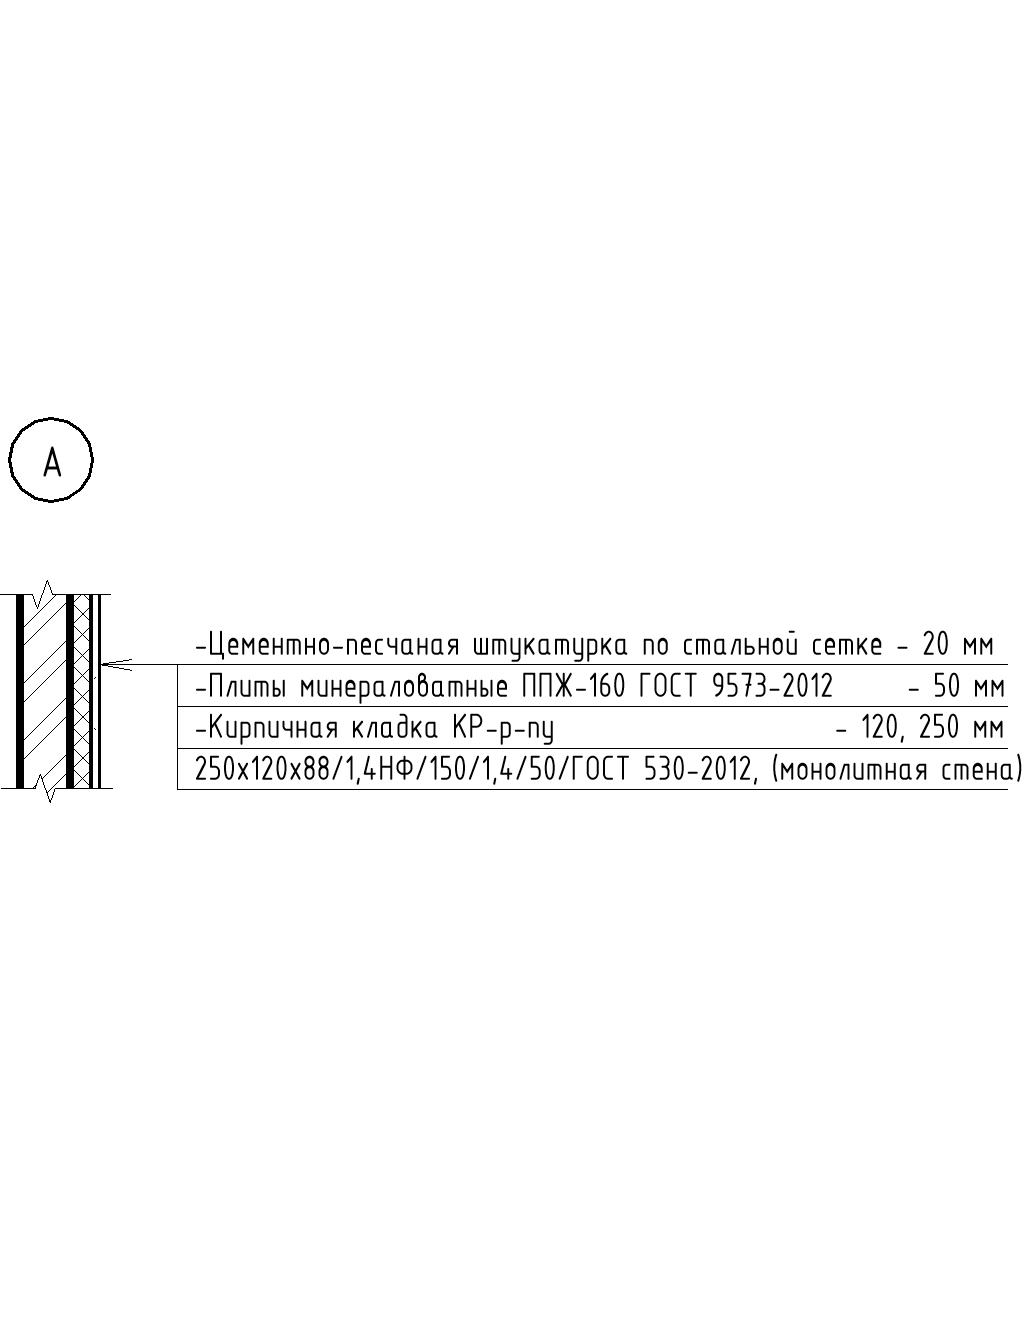 А
-Цементно-песчаная штукатурка по стальной сетке - 20 мм
-Плиты минераловатные ППЖ-160 ГОСТ 9573-2012 - 50 мм
-Кирпичная кладка КР-р-пу - 120, 250 мм
250х120х88/1,4НФ/150/1,4/50/ГОСТ 530-2012, (монолитная стена)